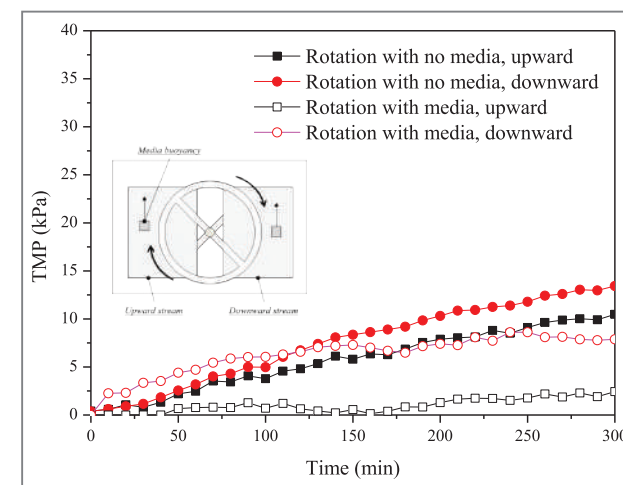 40
35
30
25
20
15
10
5
0
TMP (kPa)
Rotation with no media, upward
Rotation with no media, downward
Rotation with media, upward
Rotation with media, downward
Media buoyancy
Upward stream
Downward stream
0 50 100 150 200 250 300
Time (min)